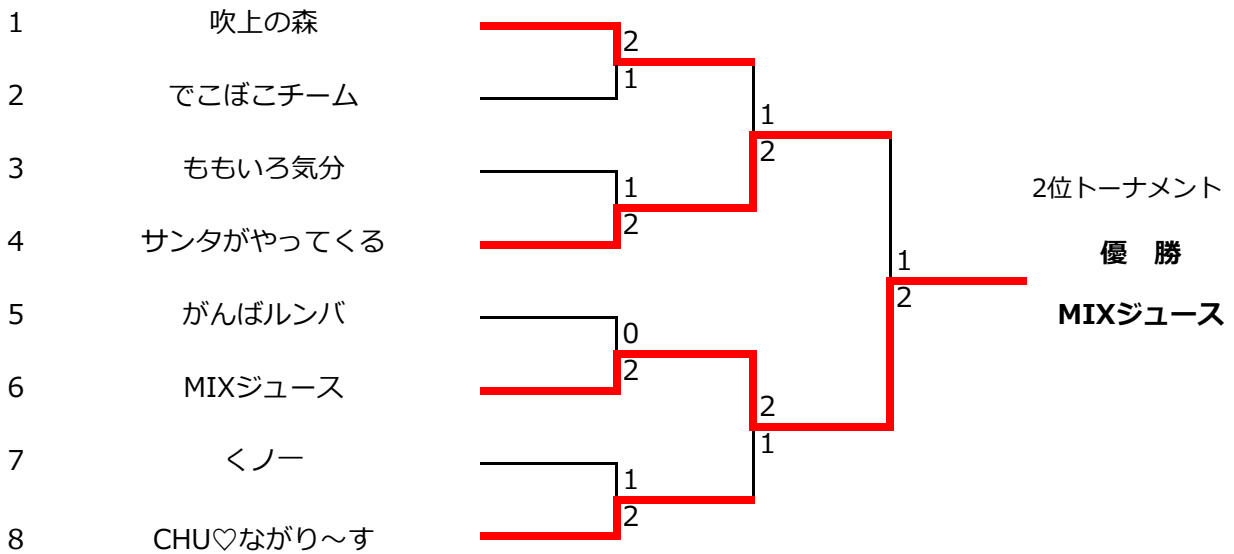 1 吹上の森
2
1
2 でこぼこチーム
1
2
3 ももいろ気分
1
2
2位トーナメント
4 サンタがやってくる
優　勝
1
2
5 がんばルンバ
MIXジュース
0
2
6 MIXジュース
2
1
7 くノ一
1
2
8 CHU♡ながり～す